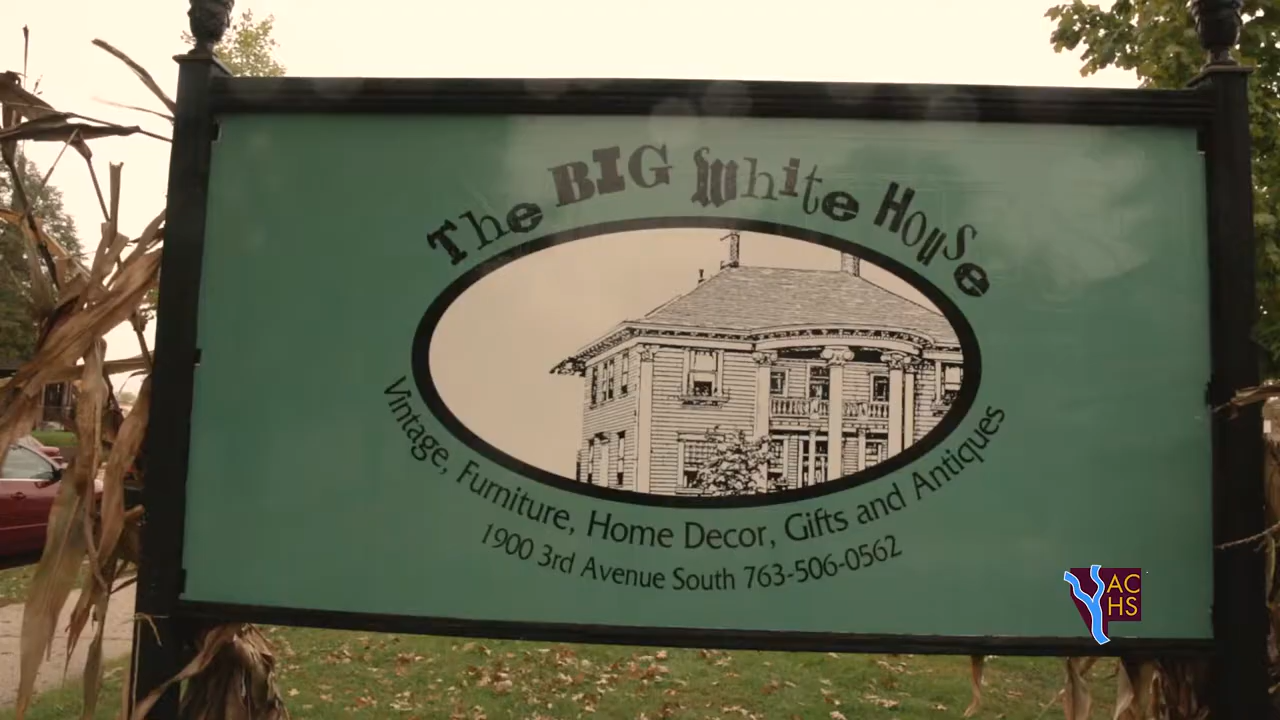 The BIG White House
Vintage, Furniture, Home Decor, Gifts and Antiques
1900 3rd Avenue South 763-506-0562
AC
HS